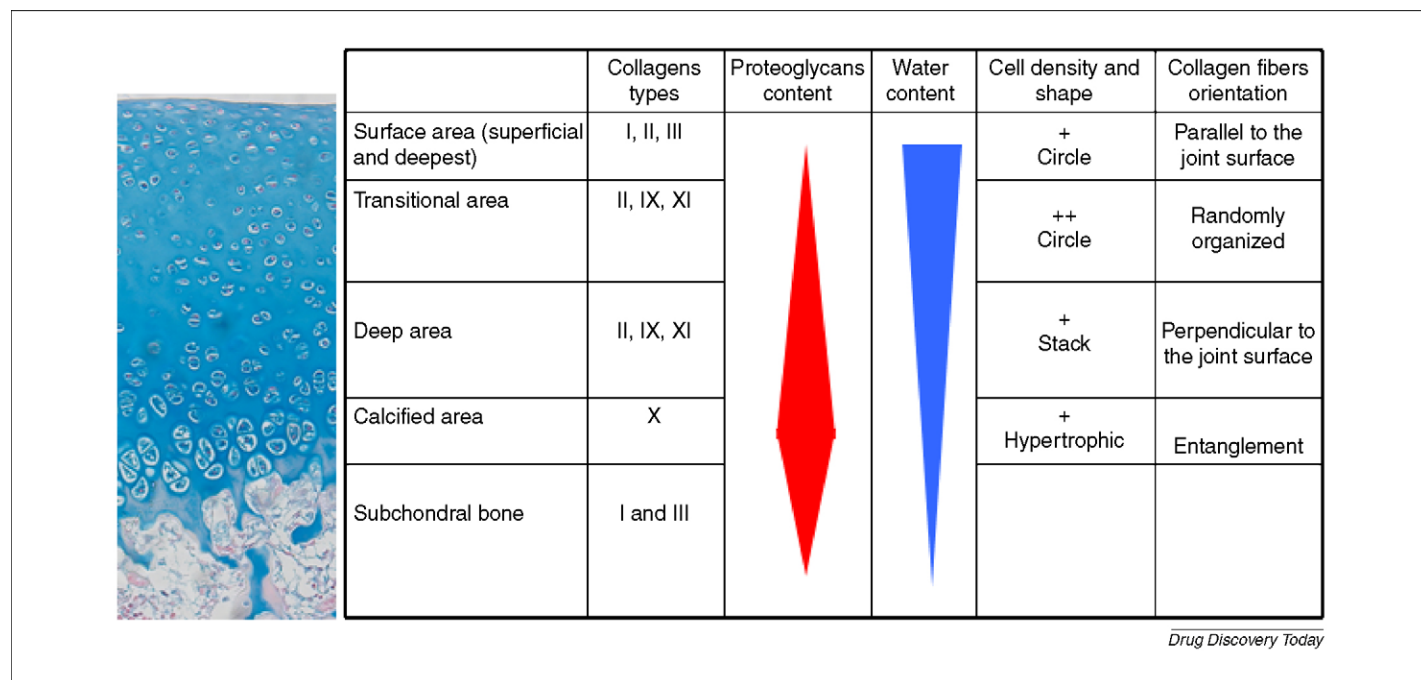 Collagens types
Proteoglycans content
Water content
Cell density and shape
Collagen fibers orientation
Surface area (superficial and deepest)
I, II, III
+
Circle
Parallel to the joint surface
Transitional area
II, IX, XI
++
Circle
Randomly organized
Deep area
II, IX, XI
+
Stack
Perpendicular to the joint surface
Calcified area
X
+
Hypertrophic
Entanglement
Subchondral bone
I and III
Drug Discovery Today